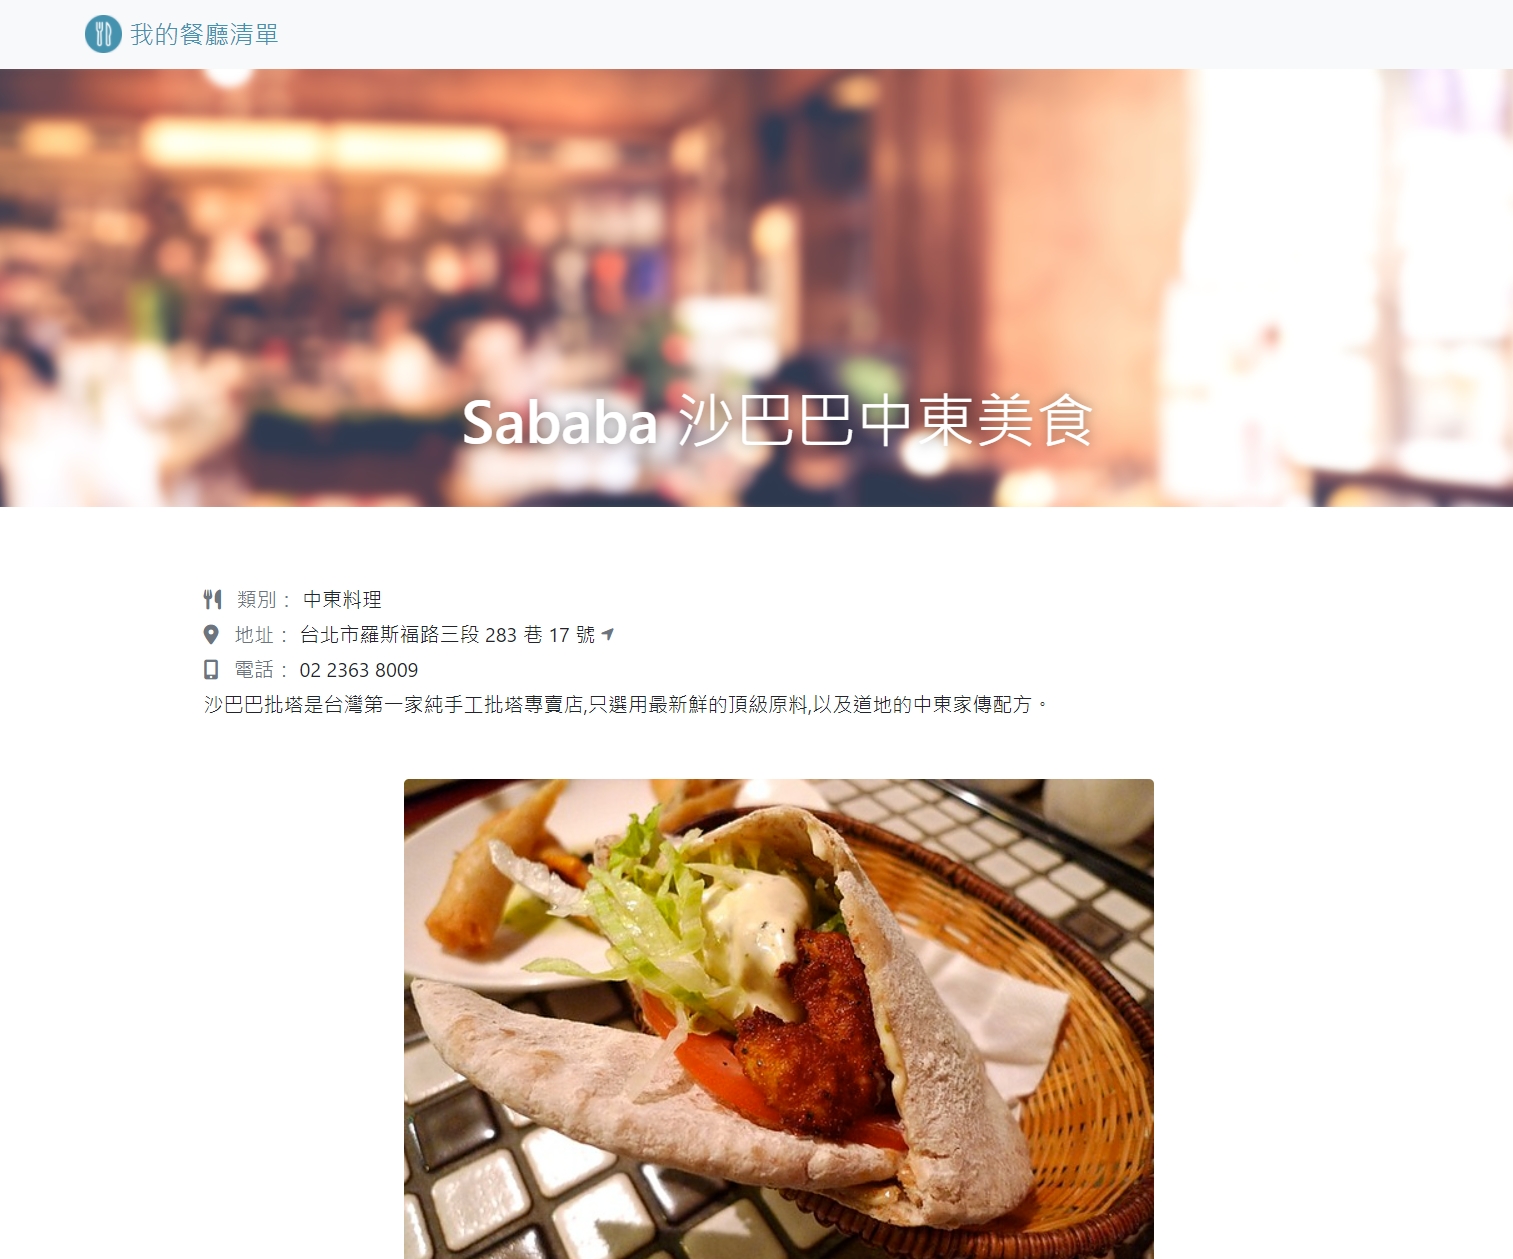 我的餐廳清單
Sababa 沙巴巴中東美食
類別： 中東料理
地址： 台北市羅斯福路三段 283 巷 17 號
電話： 02 2363 8009
沙巴巴批塔是台灣第一家純手工批塔專賣店,只選用最新鮮的頂級原料,以及道地的中東家傳配方。